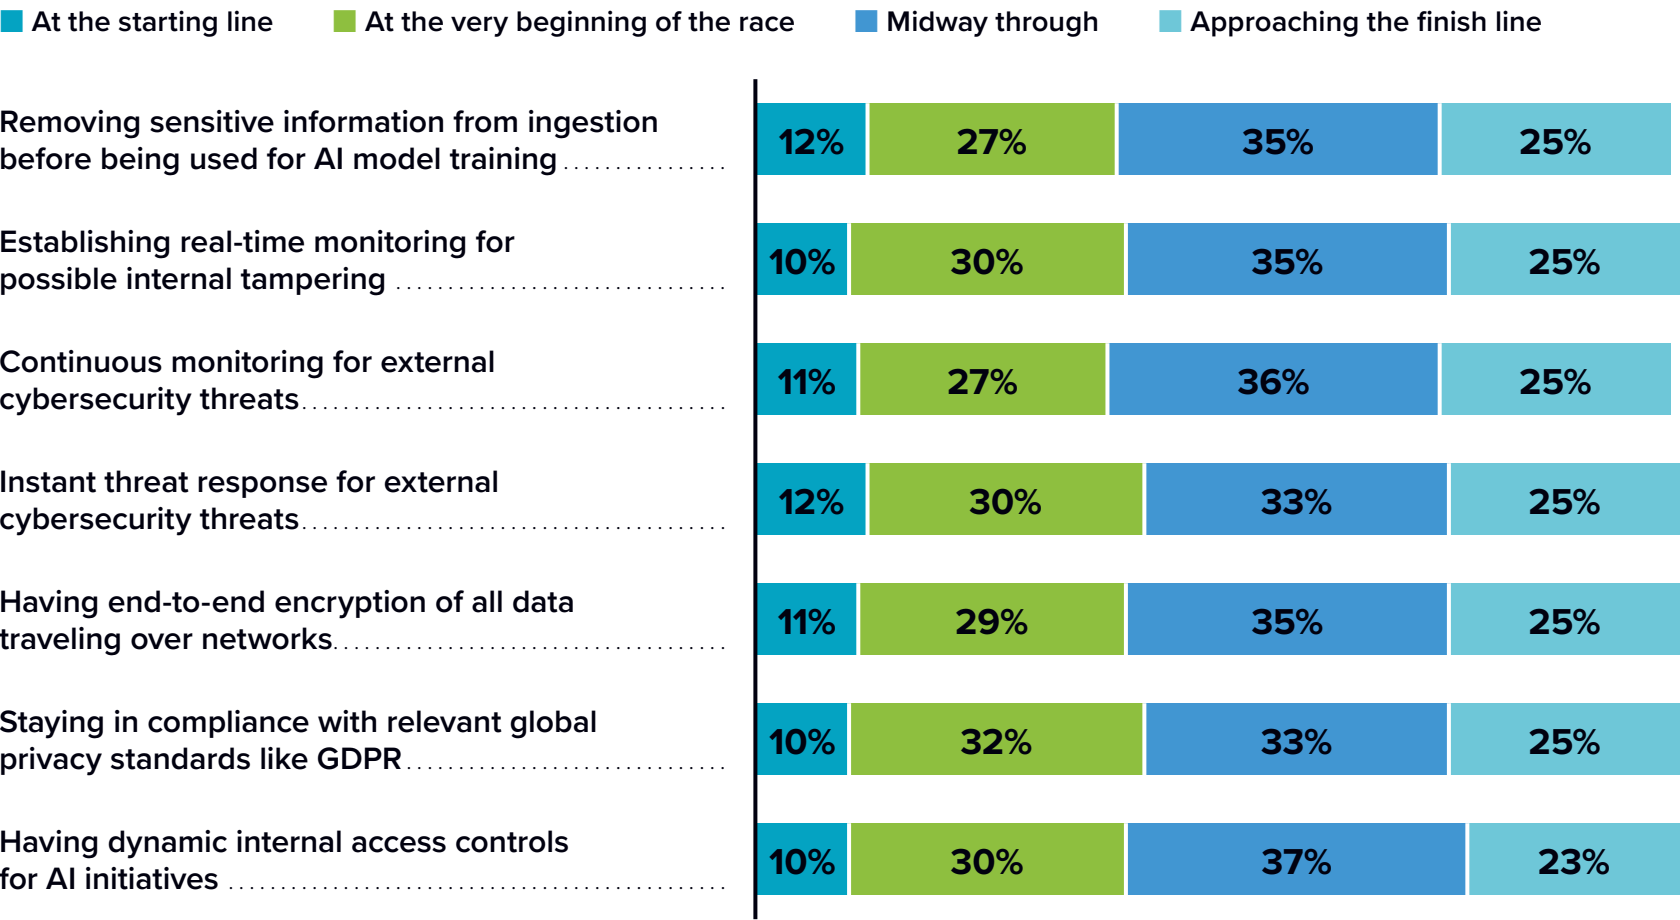 At the starting line At the very beginning of the race Midway through Approaching the finish line
Removing sensitive information from ingestion
before being used for AI model training ................
12% 27% 35% 25%
Establishing real-time monitoring for
possible internal tampering ................................
10% 30% 35% 25%
Continuous monitoring for external
cybersecurity threats.........................................
11% 27% 36% 25%
Instant threat response for external
cybersecurity threats.........................................
12% 30% 33% 25%
Having end-to-end encryption of all data
traveling over networks......................................
11% 29% 35% 25%
Staying in compliance with relevant global
privacy standards like GDPR...............................
10% 32% 33% 25%
Having dynamic internal access controls
for AI initiatives ................................................
10% 30% 37% 23%